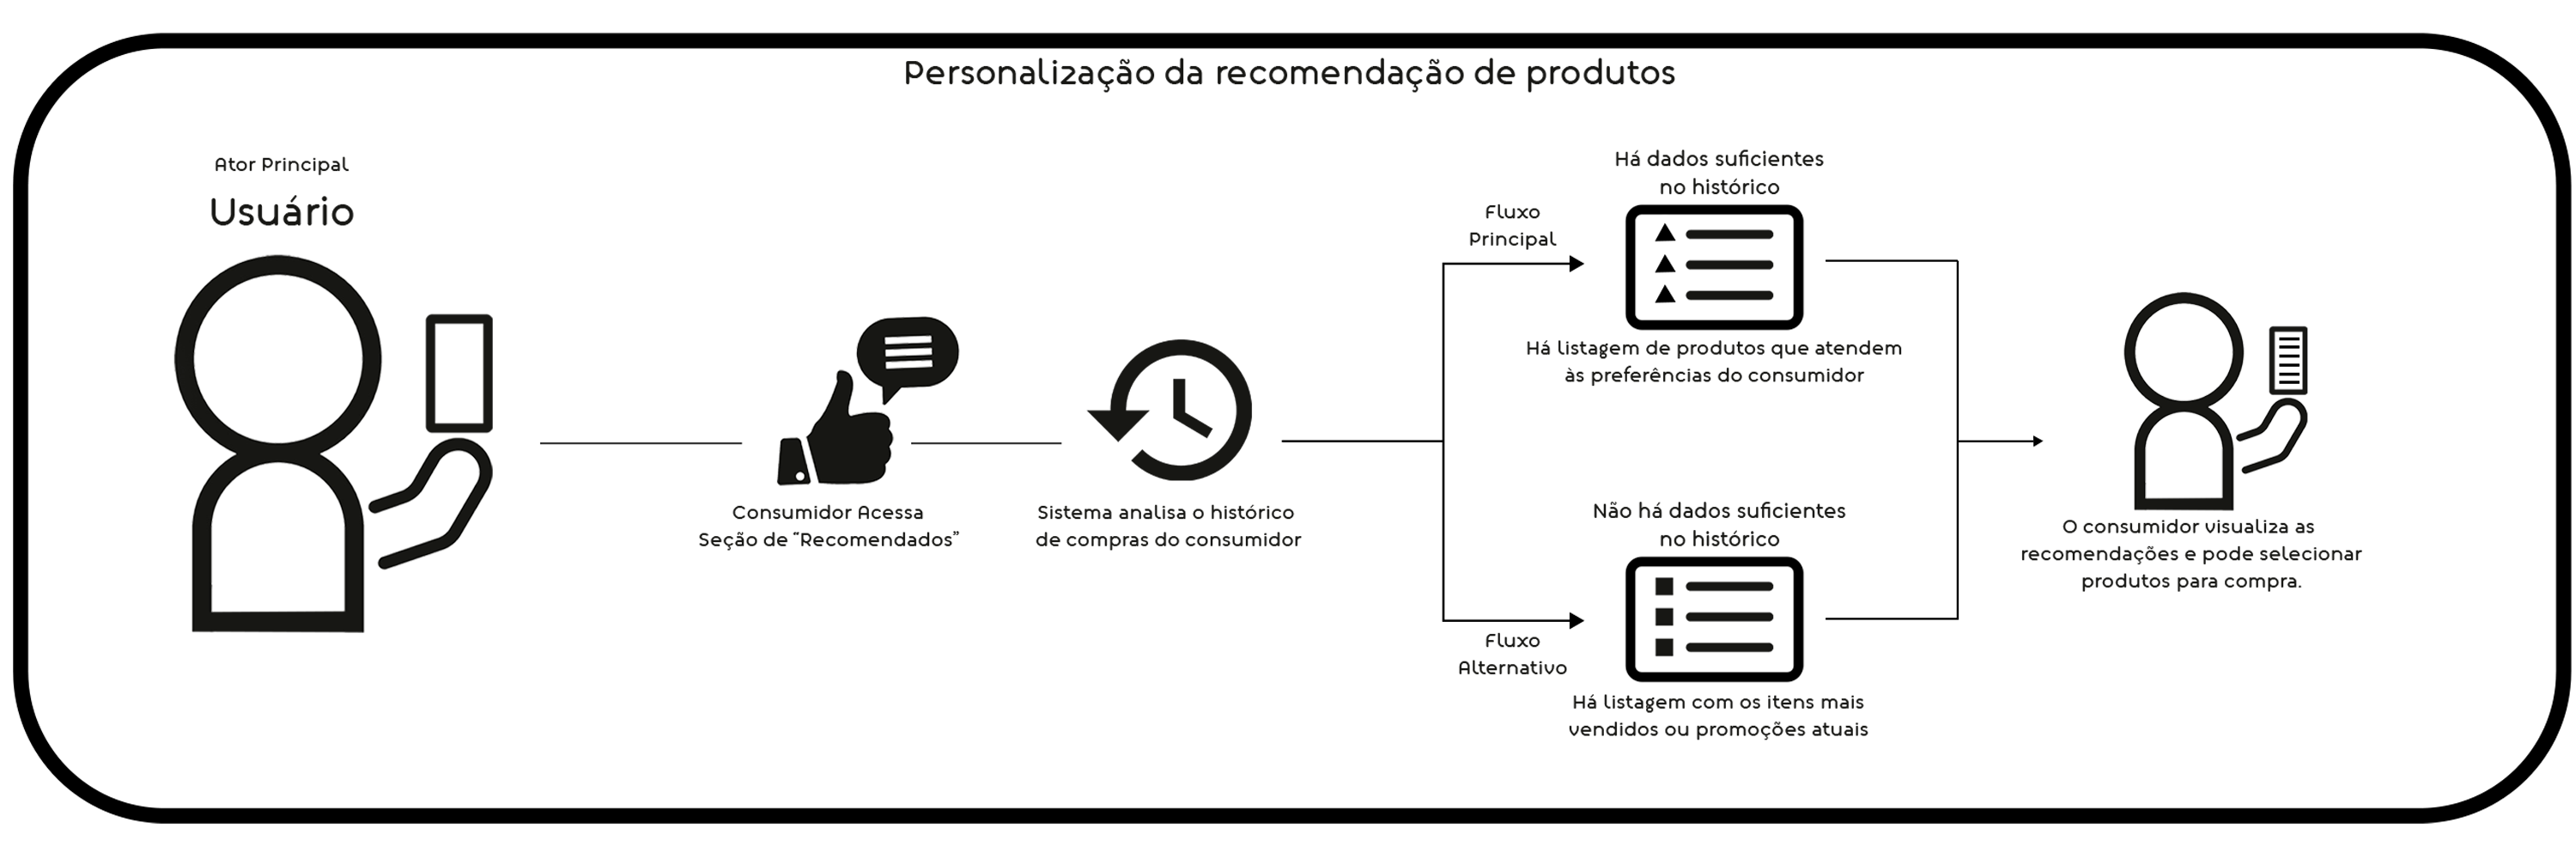 Personalização da recomendação de produtos
Ator Principal
Usuário
Consumidor Acessa
Seção de “Recomendados”
Sistema analisa o histórico
de compras do consumidor
Fluxo
Principal
Há dados suficientes
no histórico
Há listagem de produtos que atendem
às preferências do consumidor
Fluxo
Alternativo
Não há dados suficientes
no histórico
Há listagem com os itens mais
vendidos ou promoções atuais
O consumidor visualiza as
recomendações e pode selecionar
produtos para compra.